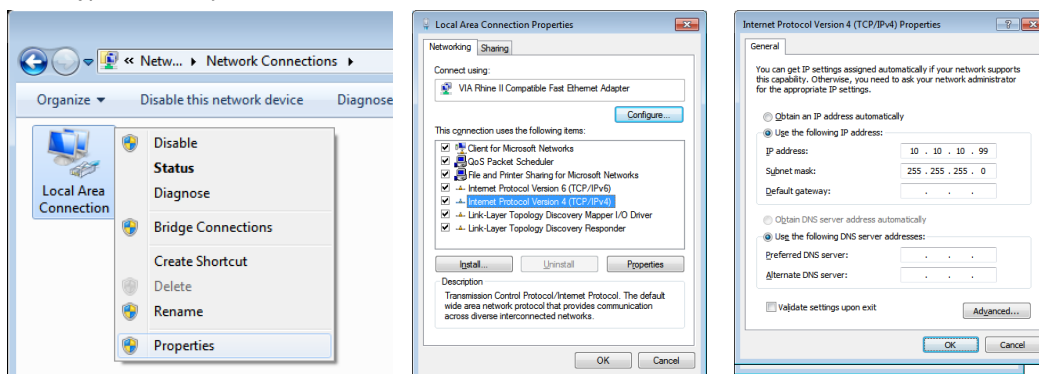 « Netw... ▸ Network Connections ▸
Organize ▾ Disable this network device Diagnose
Local Area
Connection
Disable
Status
Diagnose
Bridge Connections
Create Shortcut
Delete
Rename
Properties
Local Area Connection Properties
Networking Sharing
Connect using:
VIA Rhine II Compatible Fast Ethernet Adapter
Configure...
This connection uses the following items:
Client for Microsoft Networks
QoS Packet Scheduler
File and Printer Sharing for Microsoft Networks
Internet Protocol Version 6 (TCP/IPv6)
Internet Protocol Version 4 (TCP/IPv4)
Link-Layer Topology Discovery Mapper I/O Driver
Link-Layer Topology Discovery Responder
Install... Uninstall Properties
Description
Transmission Control Protocol/Internet Protocol. The default
wide area network protocol that provides communication
across diverse interconnected networks.
OK Cancel
Internet Protocol Version 4 (TCP/IPv4) Properties
General
You can get IP settings assigned automatically if your network supports
this capability. Otherwise, you need to ask your network administrator
for the appropriate IP settings.
Obtain an IP address automatically
Use the following IP address:
IP address: 10 . 10 . 10 . 99
Subnet mask: 255 . 255 . 255 . 0
Default gateway: . . .
Obtain DNS server address automatically
Use the following DNS server addresses:
Preferred DNS server: . . .
Alternate DNS server: . . .
Validate settings upon exit
Advanced...
OK Cancel